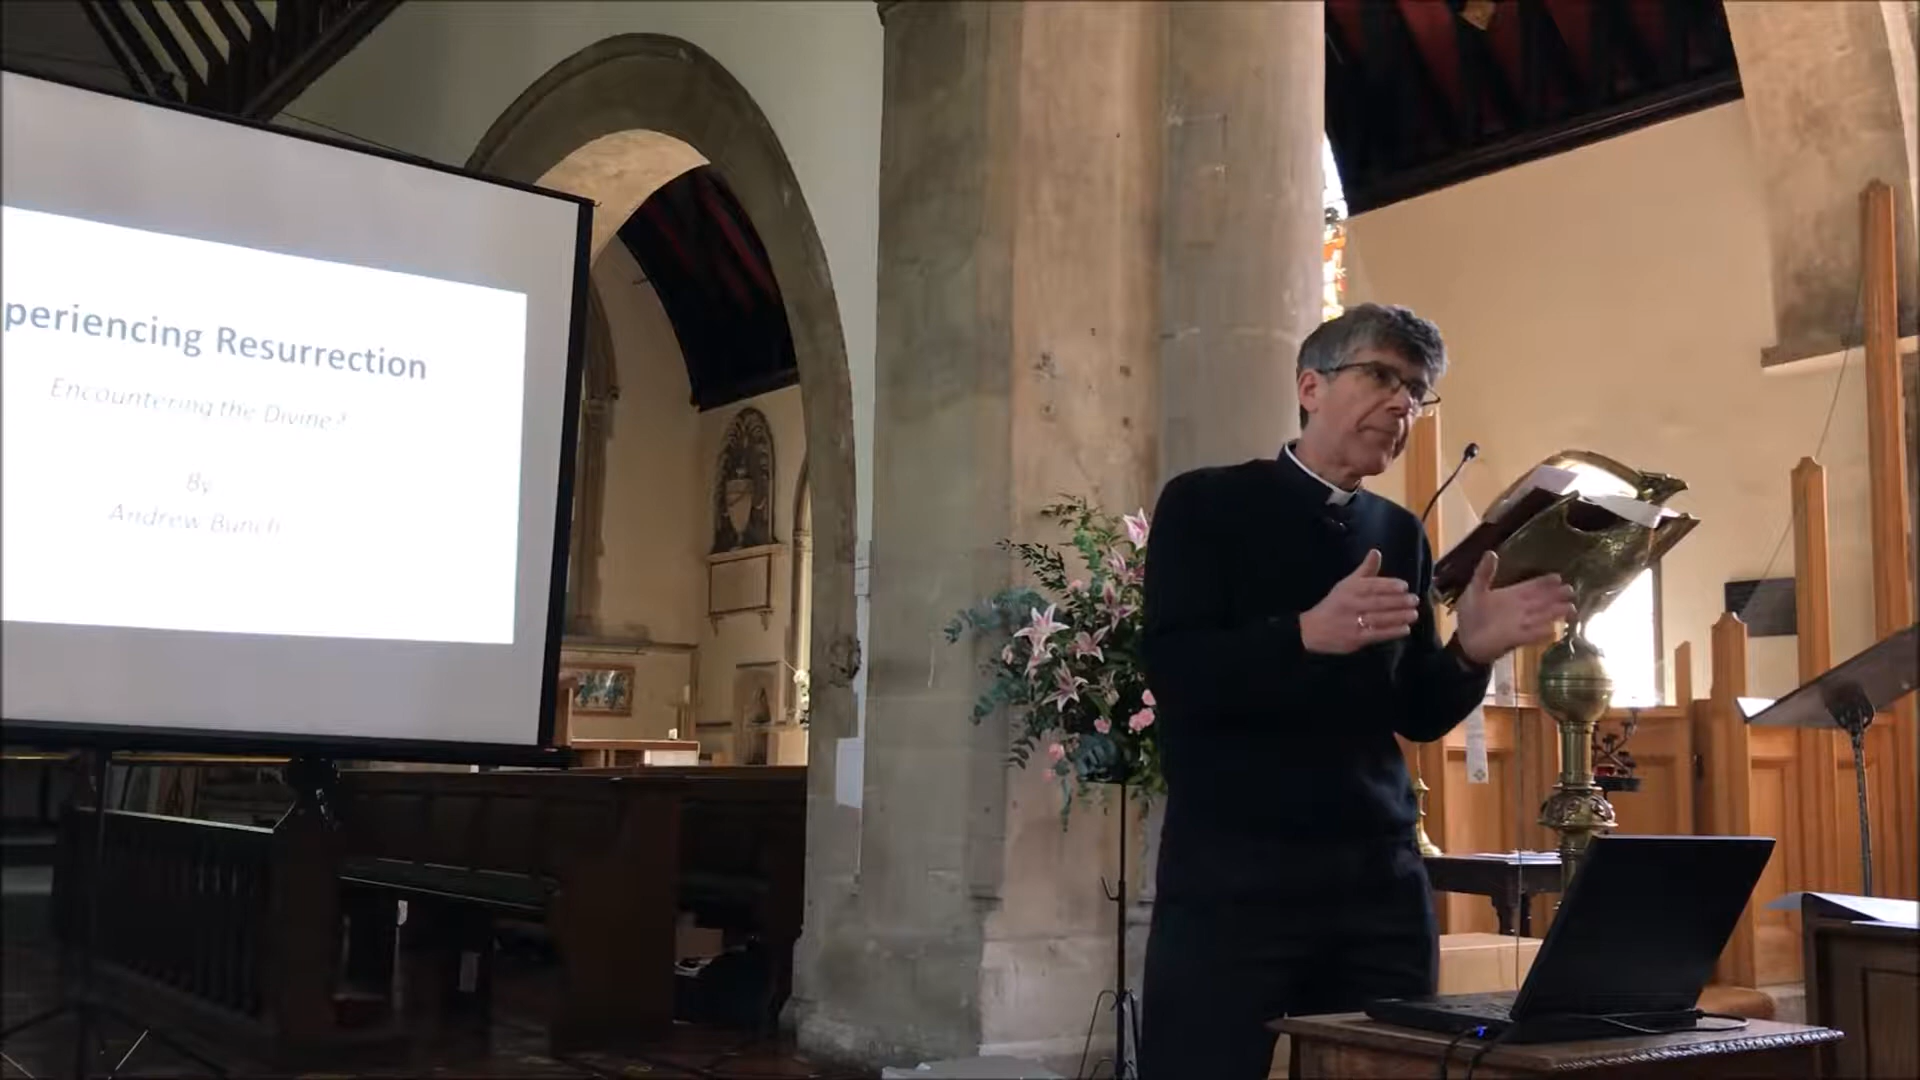 periencing Resurrection
Encountering the Divine?
By
Andrew Bunch